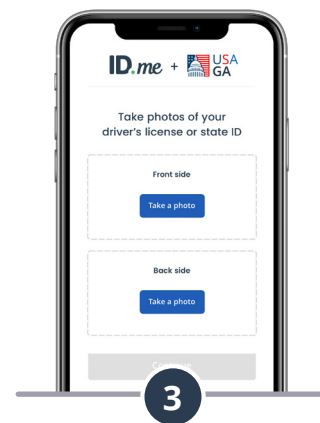 ID.me + USA
GA
Take photos of your
driver's license or state ID
Front side
Take a photo
Back side
Take a photo
3